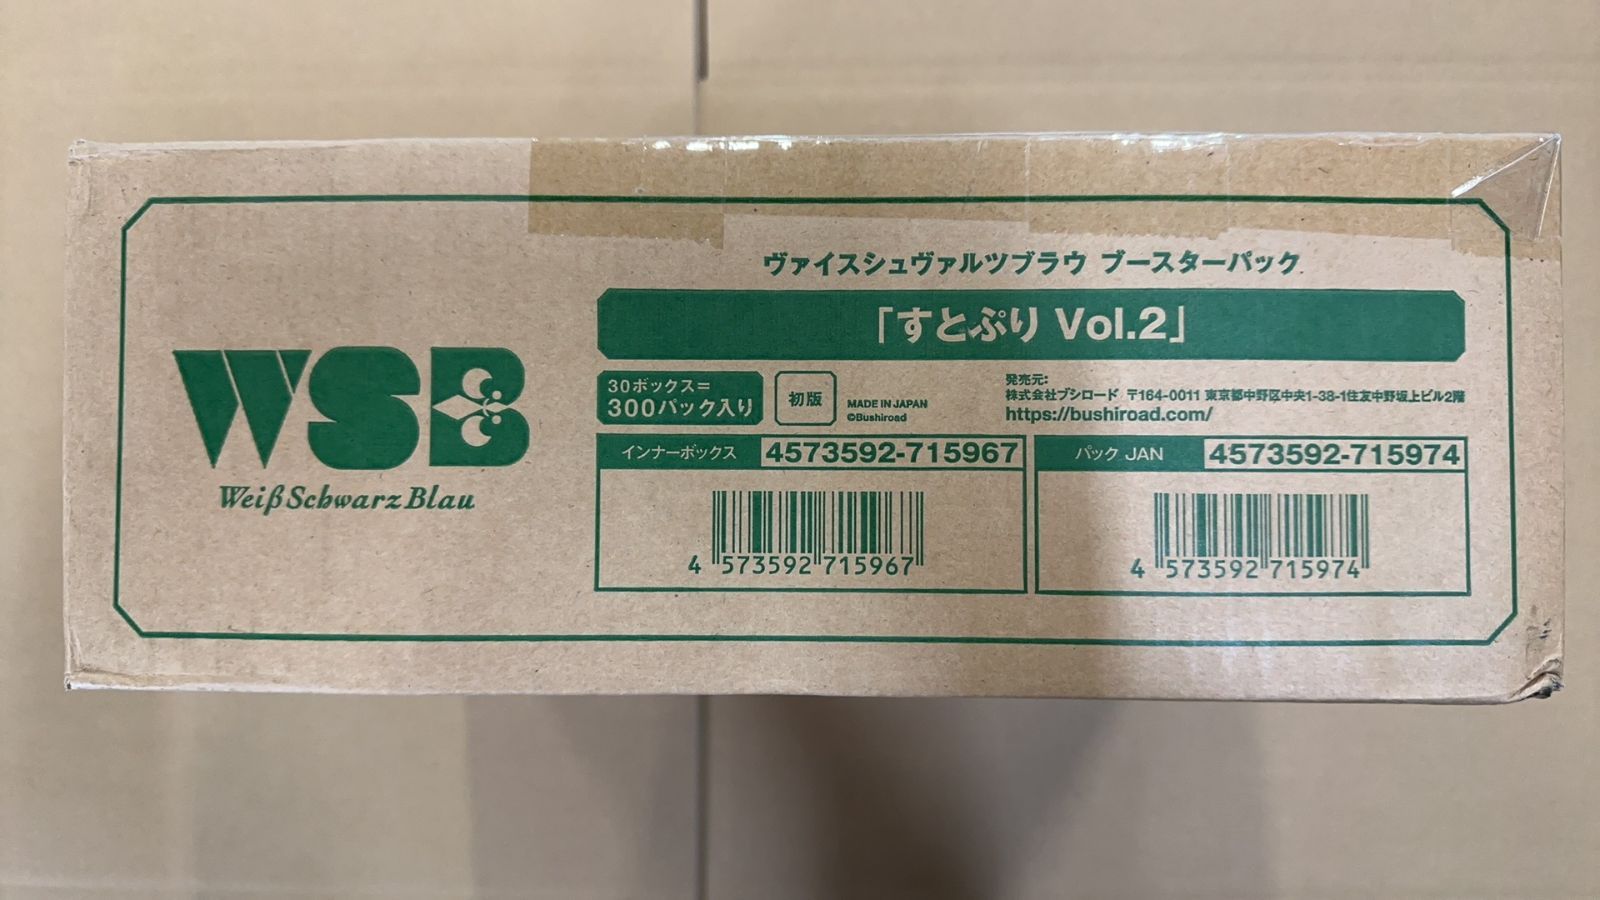 ヴァイスシュヴァルツブラウ ブースターパック
「すとぷり Vol.2」
WSB
WeißSchwarzBlau
30ボックス=
300パック入り
初版
MADE IN JAPAN
©Bushiroad
発売元:
株式会社ブシロード 〒164-0011 東京都中野区中央1-38-1住友中野坂上ビル2階
https://bushiroad.com/
インナーボックス 4573592-715967
4 573592 715967
パック JAN 4573592-715974
4 573592 715974